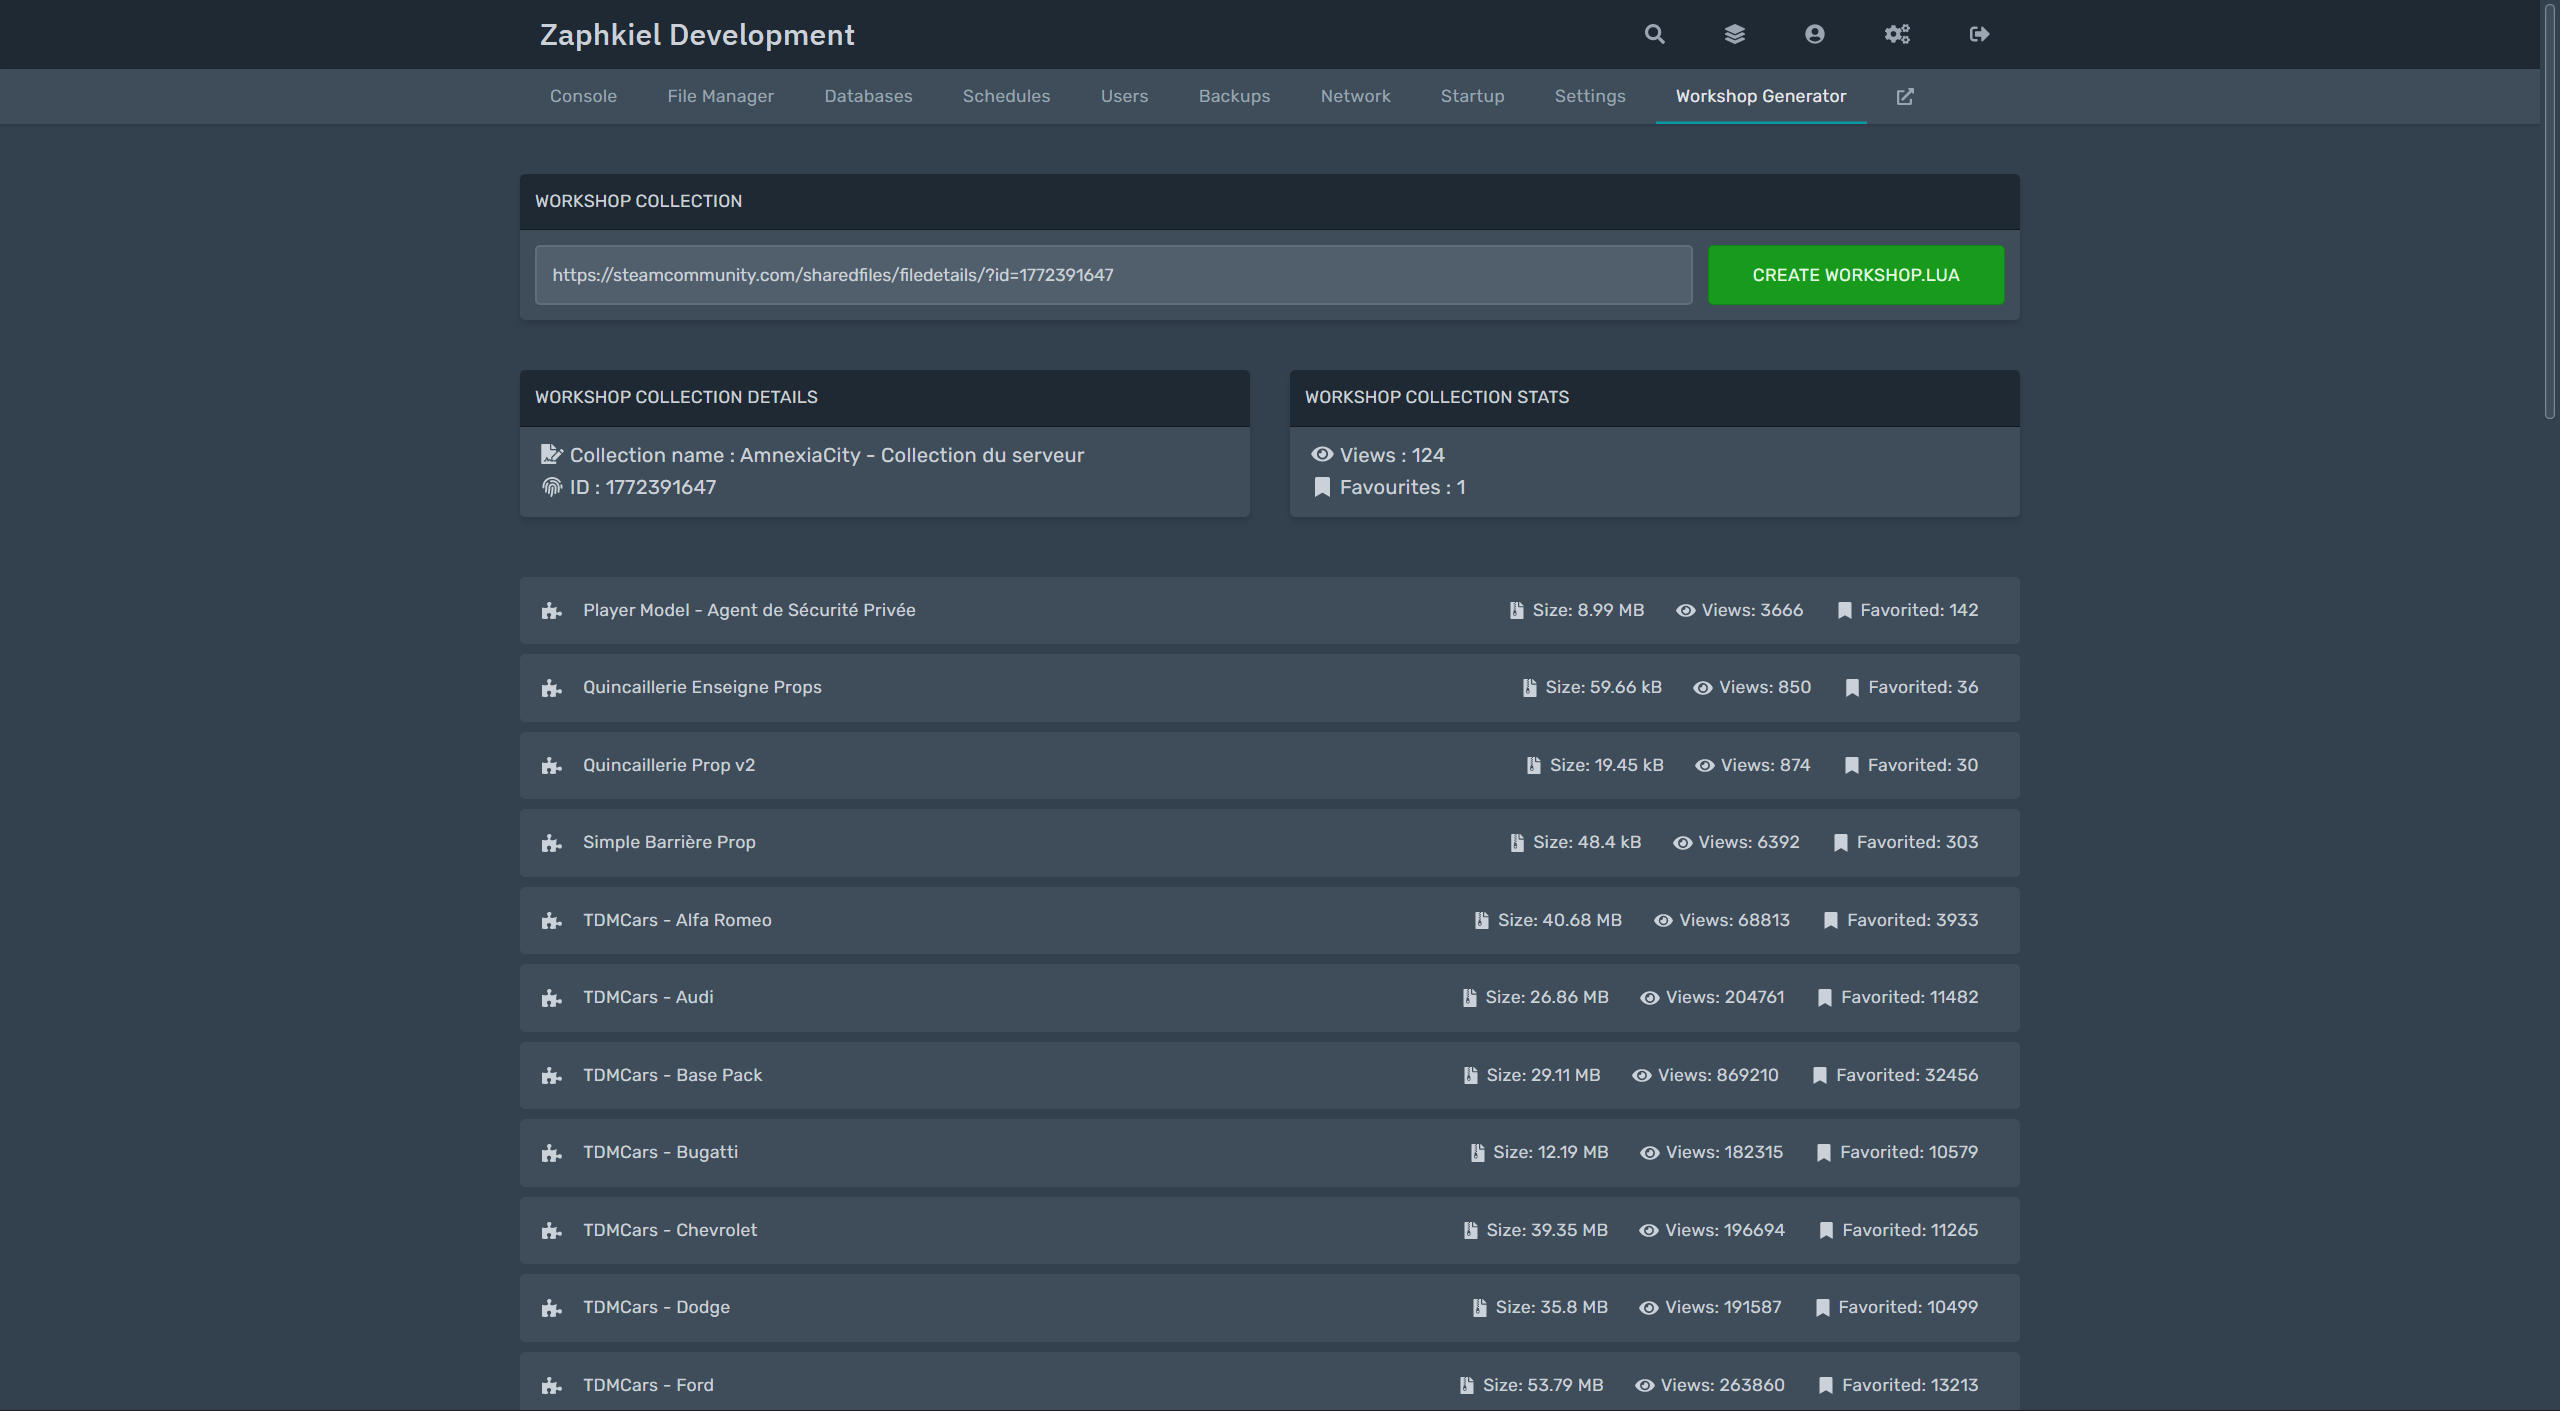 Zaphkiel Development
Console File Manager Databases Schedules Users Backups Network Startup Settings Workshop Generator
WORKSHOP COLLECTION
https://steamcommunity.com/sharedfiles/filedetails/?id=1772391647 CREATE WORKSHOP.LUA
WORKSHOP COLLECTION DETAILS
Collection name : AmnexiaCity - Collection du serveur
ID : 1772391647
WORKSHOP COLLECTION STATS
Views : 124
Favourites : 1
Player Model - Agent de Sécurité Privée Size: 8.99 MB Views: 3666 Favorited: 142
Quincaillerie Enseigne Props Size: 59.66 kB Views: 850 Favorited: 36
Quincaillerie Prop v2 Size: 19.45 kB Views: 874 Favorited: 30
Simple Barrière Prop Size: 48.4 kB Views: 6392 Favorited: 303
TDMCars - Alfa Romeo Size: 40.68 MB Views: 68813 Favorited: 3933
TDMCars - Audi Size: 26.86 MB Views: 204761 Favorited: 11482
TDMCars - Base Pack Size: 29.11 MB Views: 869210 Favorited: 32456
TDMCars - Bugatti Size: 12.19 MB Views: 182315 Favorited: 10579
TDMCars - Chevrolet Size: 39.35 MB Views: 196694 Favorited: 11265
TDMCars - Dodge Size: 35.8 MB Views: 191587 Favorited: 10499
TDMCars - Ford Size: 53.79 MB Views: 263860 Favorited: 13213